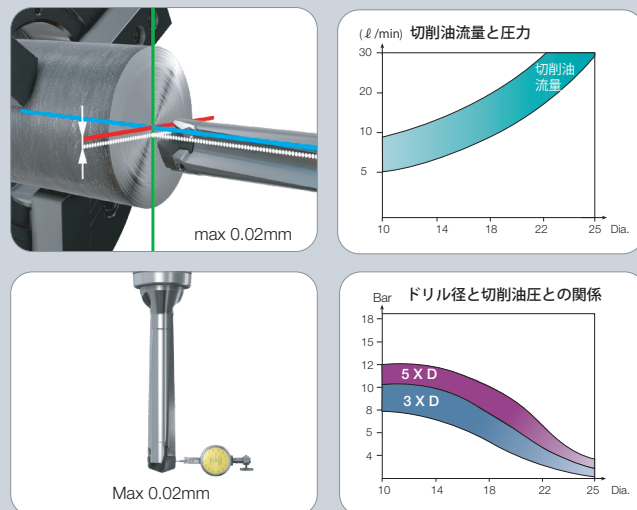 max 0.02mm
(ℓ/min) 切削油流量と圧力
30
20
10
5
切削油
流量
10 14 18 22 25 Dia.
Max 0.02mm
Bar ドリル径と切削油圧との関係
18
15
12
10
8
5
4
5 X D
3 X D
10 14 18 22 25 Dia.